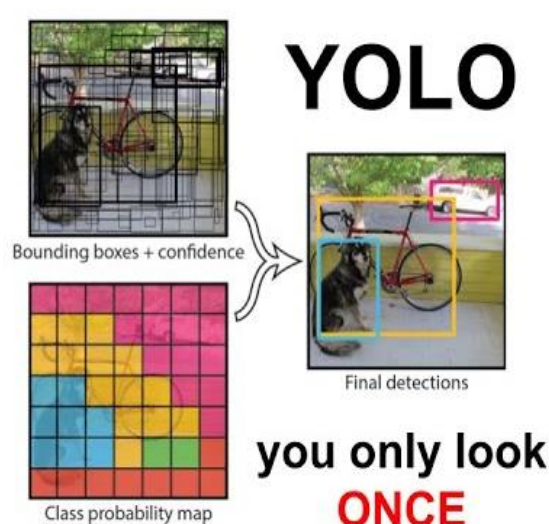 YOLO
Bounding boxes + confidence
Final detections
Class probability map
you only look
ONCE